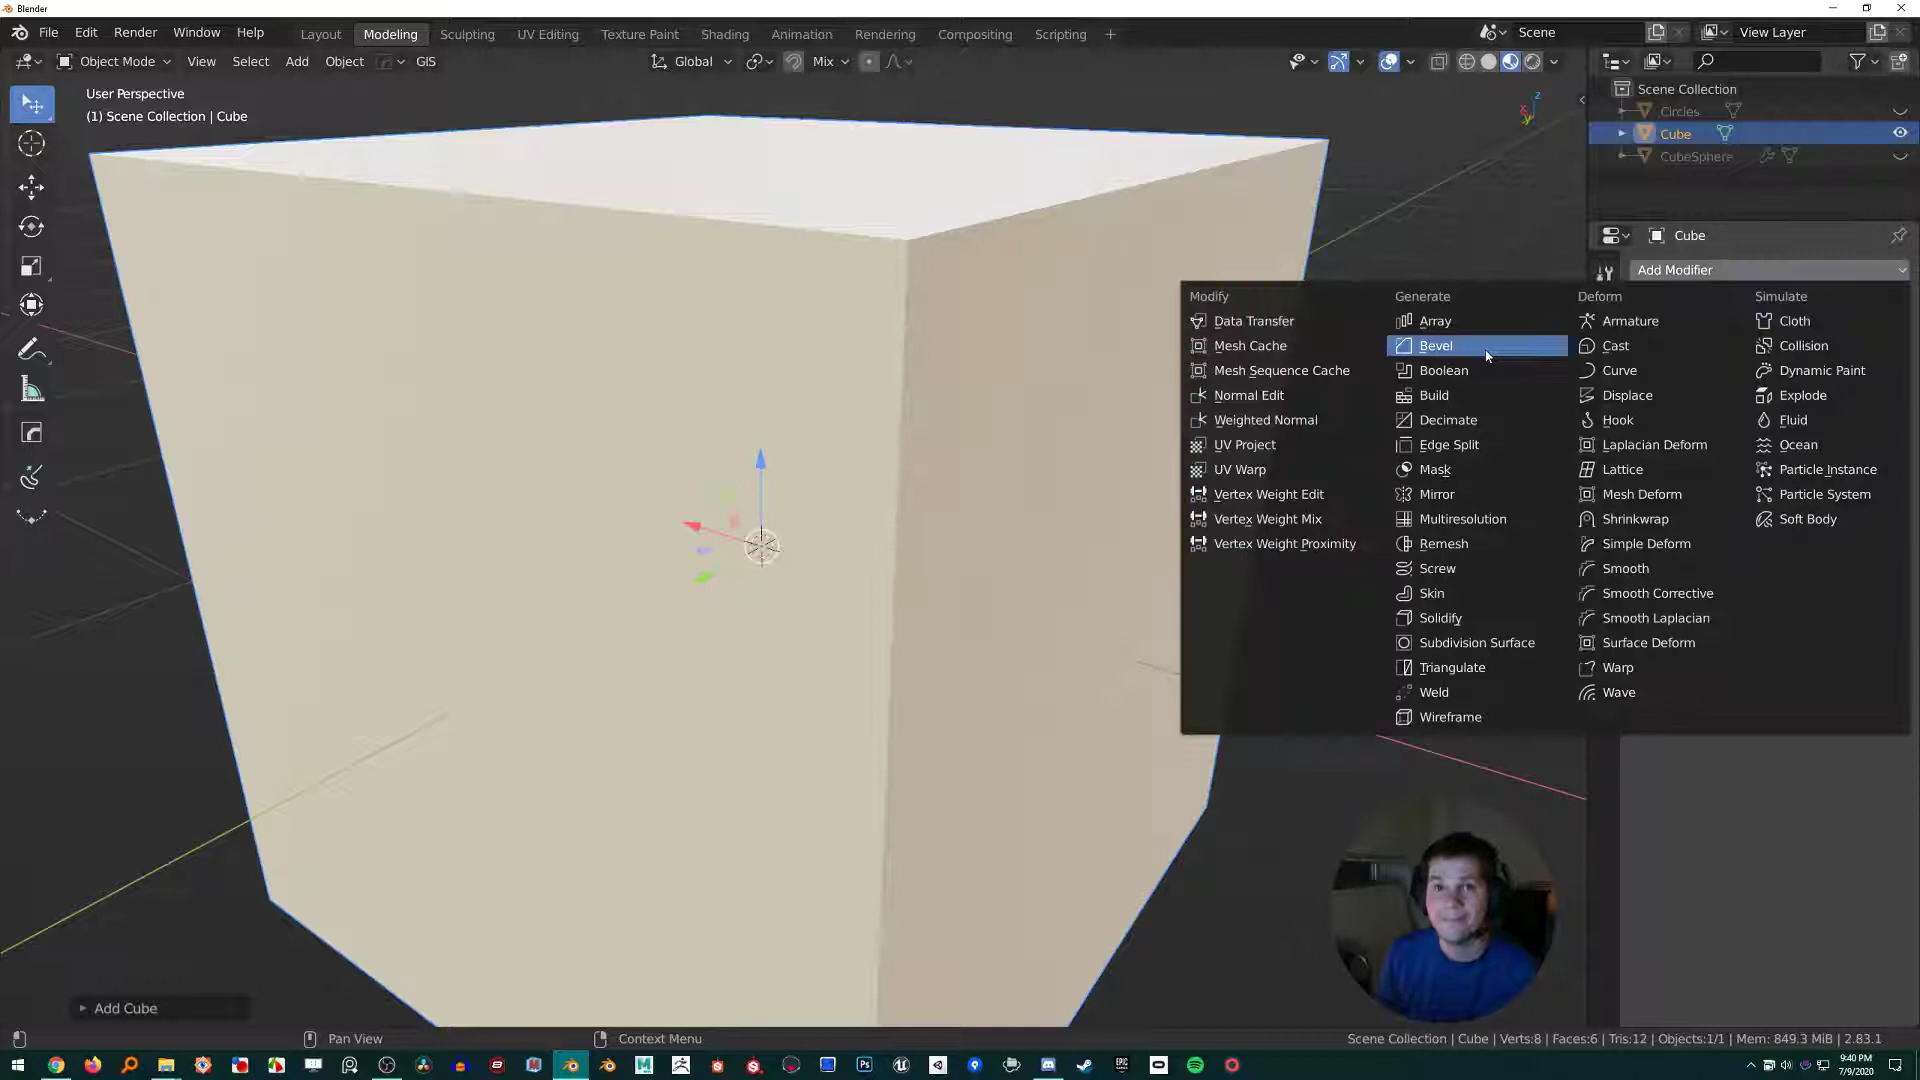 Blender
File Edit Render Window Help Layout Modeling Sculpting UV Editing Texture Paint Shading Animation Rendering Compositing Scripting + Scene View Layer
Object Mode View Select Add Object GIS Global Mix
User Perspective
(1) Scene Collection | Cube
Scene Collection
Circles
Cube
CubeSphere
Cube
Add Modifier
Modify
Data Transfer
Mesh Cache
Mesh Sequence Cache
Normal Edit
Weighted Normal
UV Project
UV Warp
Vertex Weight Edit
Vertex Weight Mix
Vertex Weight Proximity
Generate
Array
Bevel
Boolean
Build
Decimate
Edge Split
Mask
Mirror
Multiresolution
Remesh
Screw
Skin
Solidify
Subdivision Surface
Triangulate
Weld
Wireframe
Deform
Armature
Cast
Curve
Displace
Hook
Laplacian Deform
Lattice
Mesh Deform
Shrinkwrap
Simple Deform
Smooth
Smooth Corrective
Smooth Laplacian
Surface Deform
Warp
Wave
Simulate
Cloth
Collision
Dynamic Paint
Explode
Fluid
Ocean
Particle Instance
Particle System
Soft Body
Z
X
Y
Add Cube
Pan View Context Menu Scene Collection | Cube | Verts:8 | Faces:6 | Tris:12 | Objects:1/1 | Mem: 849.3 MiB | 2.83.1
9:40 PM
7/9/2020